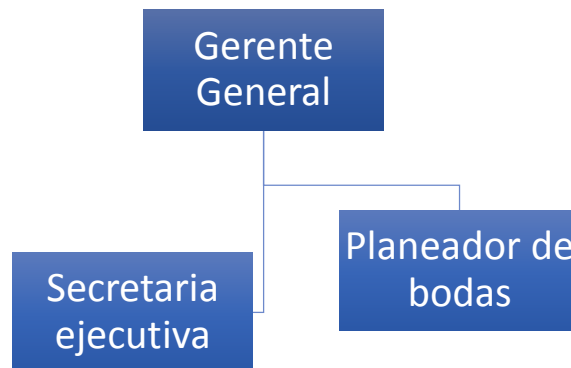 Gerente
General
Planeador de
bodas
Secretaria
ejecutiva